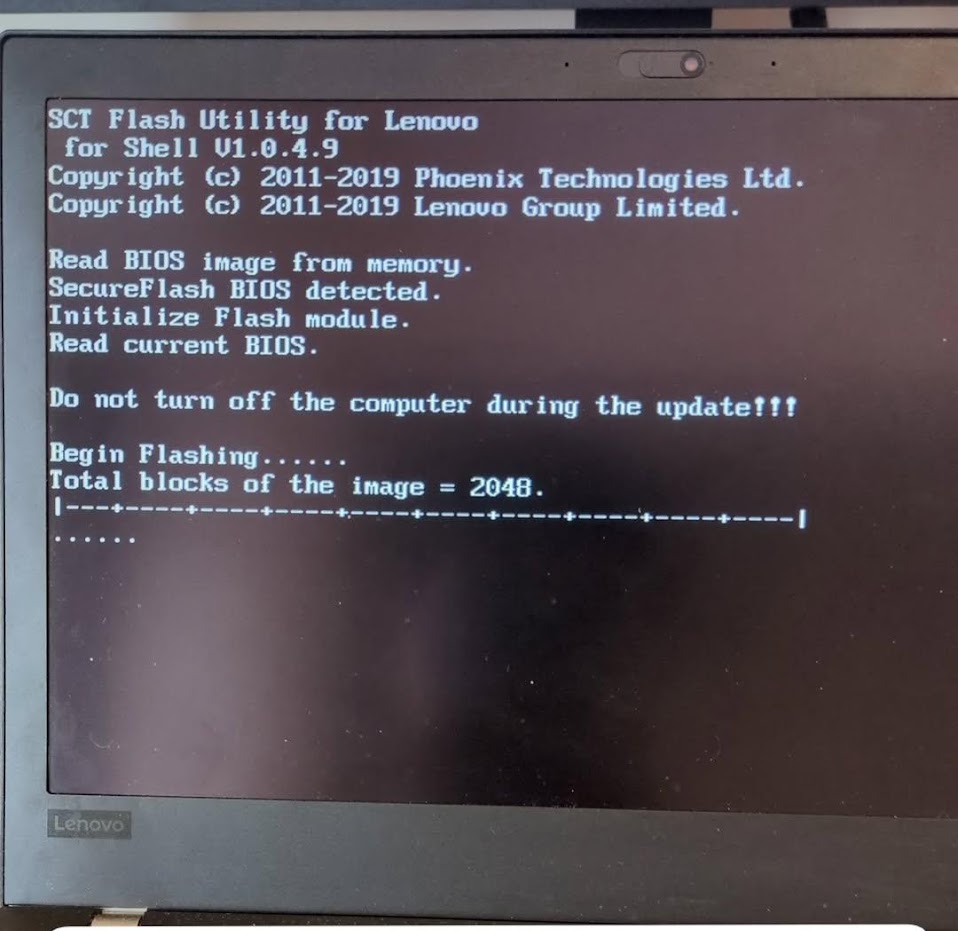 SCT Flash Utility for Lenovo
for Shell V1.0.4.9
Copyright (c) 2011-2019 Phoenix Technologies Ltd.
Copyright (c) 2011-2019 Lenovo Group Limited.
Read BIOS image from memory.
SecureFlash BIOS detected.
Initialize Flash module.
Read current BIOS.
Do not turn off the computer during the update!!!
Begin Flashing......
Total blocks of the image = 2048.
|---+----+----+----+----+----+----+----+----+----|
......
Lenovo